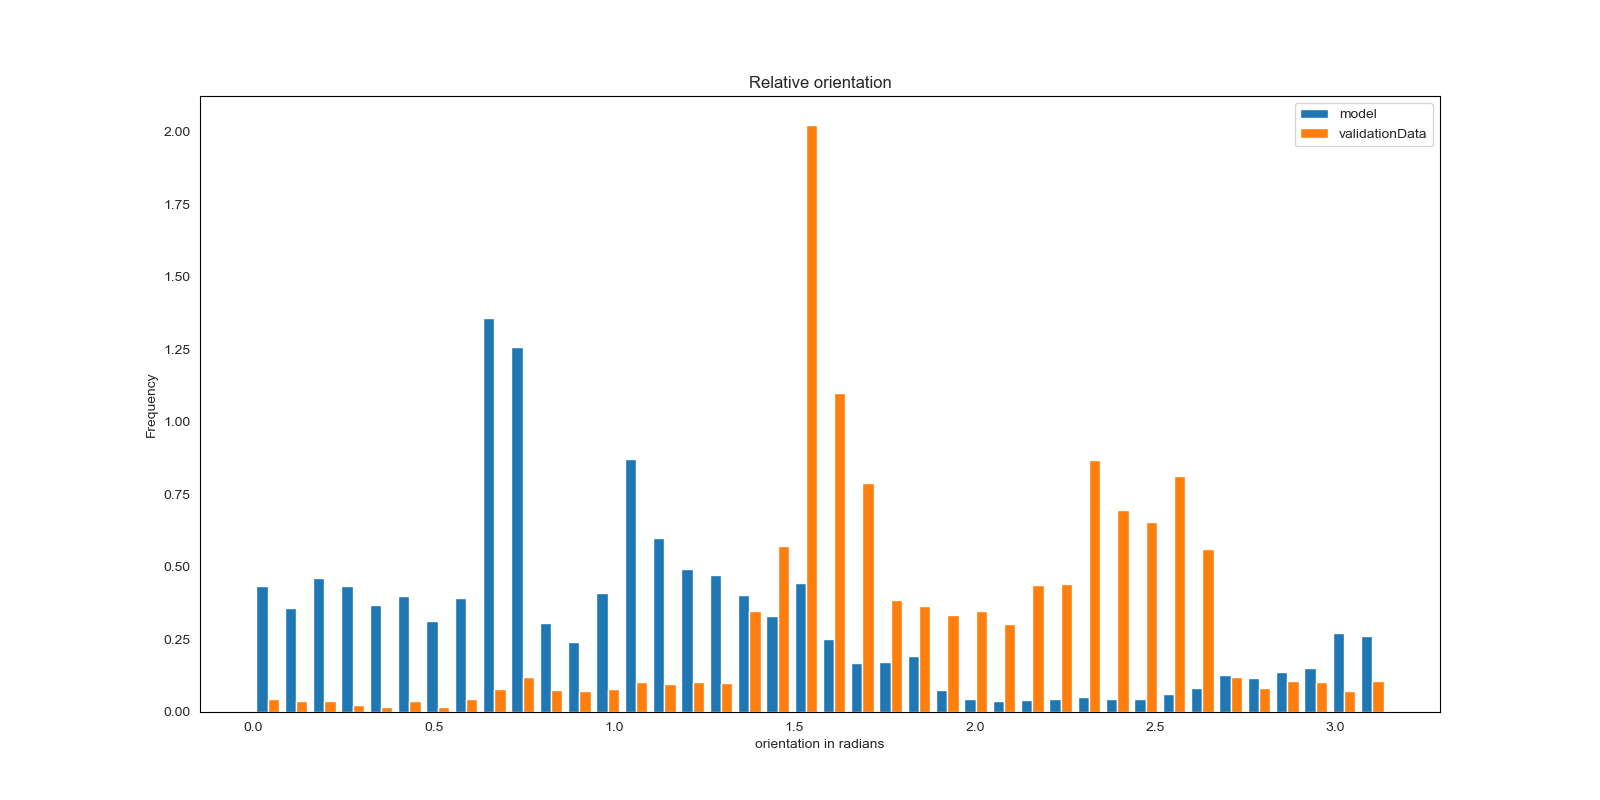 Relative orientation
model
validationData
2.00
1.75
1.50
1.25
1.00
0.75
0.50
0.25
0.00
Frequency
0.0 0.5 1.0 1.5 2.0 2.5 3.0
orientation in radians